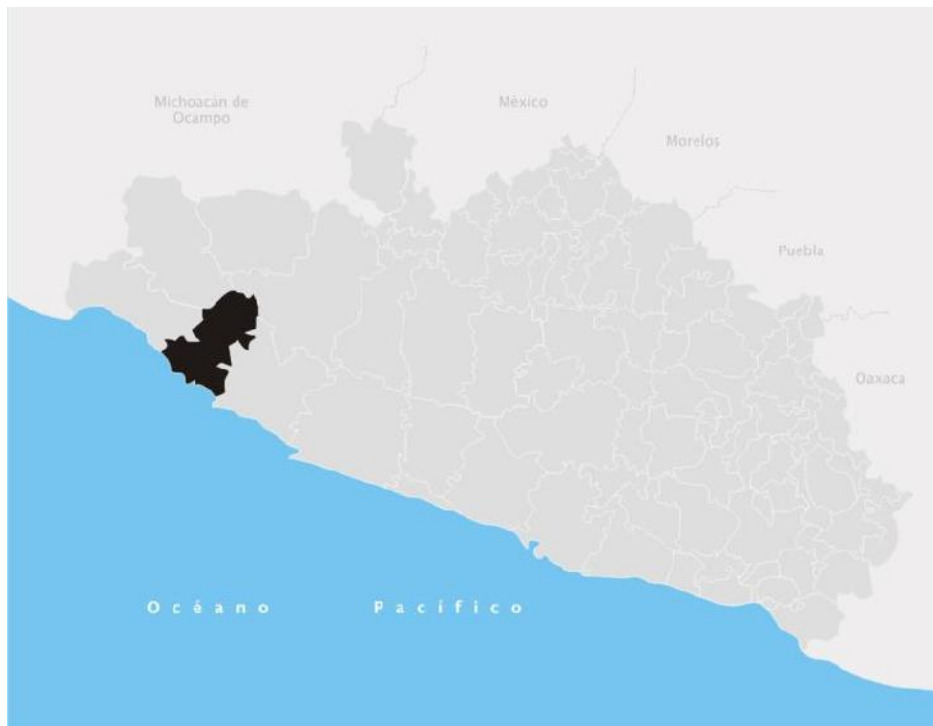 Michoacán de
Ocampo
México
Morelos
Puebla
Oaxaca
Océano Pacífico